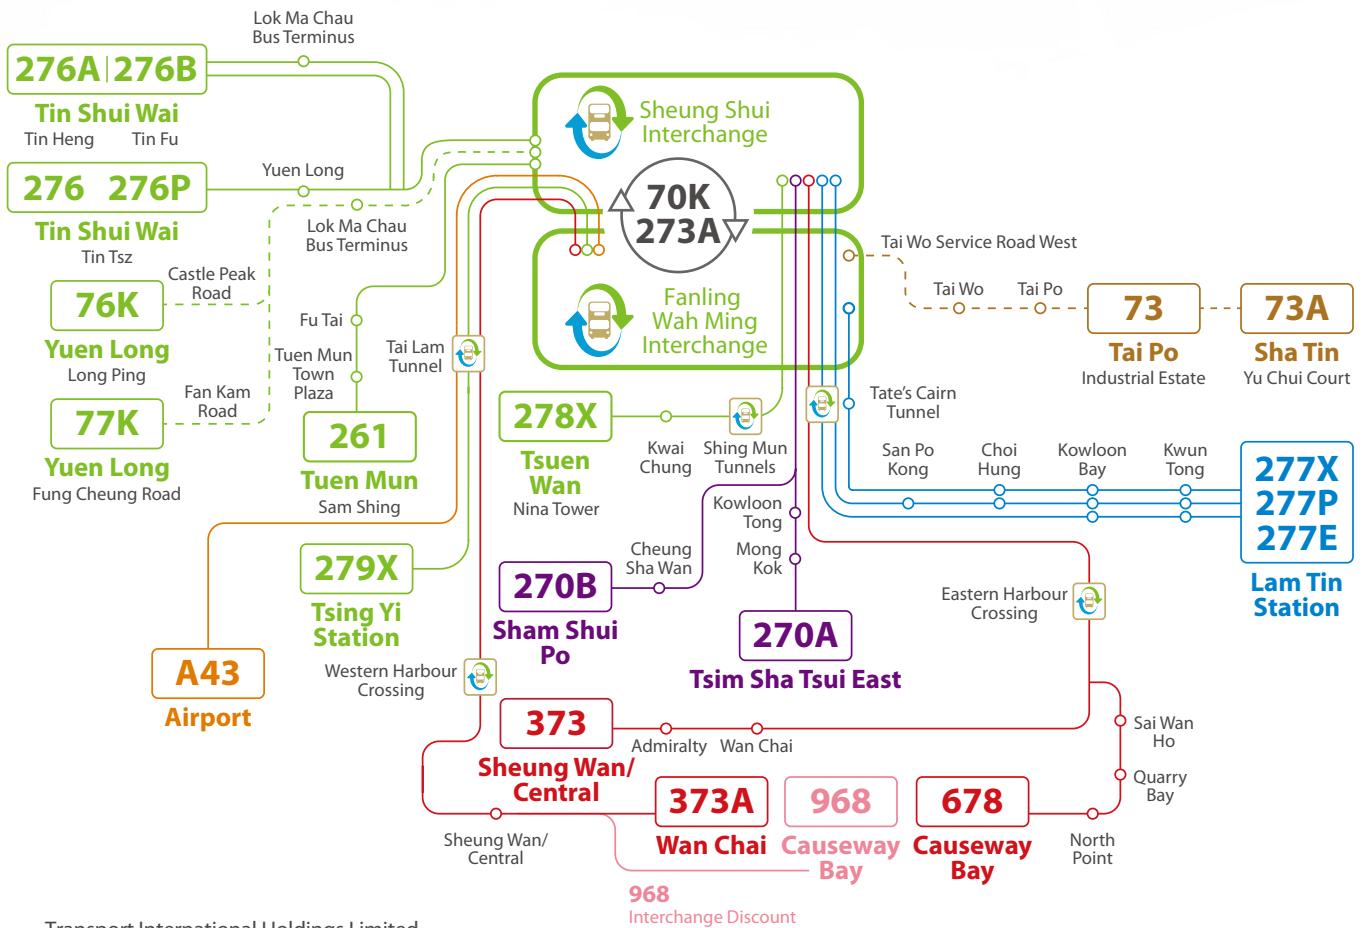 Lok Ma Chau
Bus Terminus
276A | 276B
Tin Shui Wai
Tin Heng Tin Fu
276 276P
Tin Shui Wai
Tin Tsz
Yuen Long
Lok Ma Chau
Bus Terminus
Castle Peak
Road
76K
Yuen Long
Long Ping
Fan Kam
Road
77K
Yuen Long
Fung Cheung Road
Fu Tai
Tuen Mun
Town
Plaza
261
Tuen Mun
Sam Shing
Tai Lam
Tunnel
279X
Tsing Yi
Station
A43
Airport
Western Harbour
Crossing
Sheung Shui
Interchange
70K
273A
Fanling
Wah Ming
Interchange
Tai Wo Service Road West
Tai Wo
Tai Po
73
Tai Po
Industrial Estate
73A
Sha Tin
Yu Chui Court
278X
Tsuen
Wan
Nina Tower
Kwai
Chung
Shing Mun
Tunnels
Tate's Cairn
Tunnel
San Po
Kong
Choi
Hung
Kowloon
Bay
Kwun
Tong
277X
277P
277E
Lam Tin
Station
Kowloon
Tong
Mong
Kok
Cheung
Sha Wan
270B
Sham Shui
Po
270A
Tsim Sha Tsui East
Eastern Harbour
Crossing
373
Sheung Wan/
Central
Admiralty
Wan Chai
Sai Wan
Ho
Quarry
Bay
North
Point
Sheung Wan/
Central
373A
Wan Chai
968
Causeway
Bay
678
Causeway
Bay
968
Interchange Discount
Transport International Holdings Limited